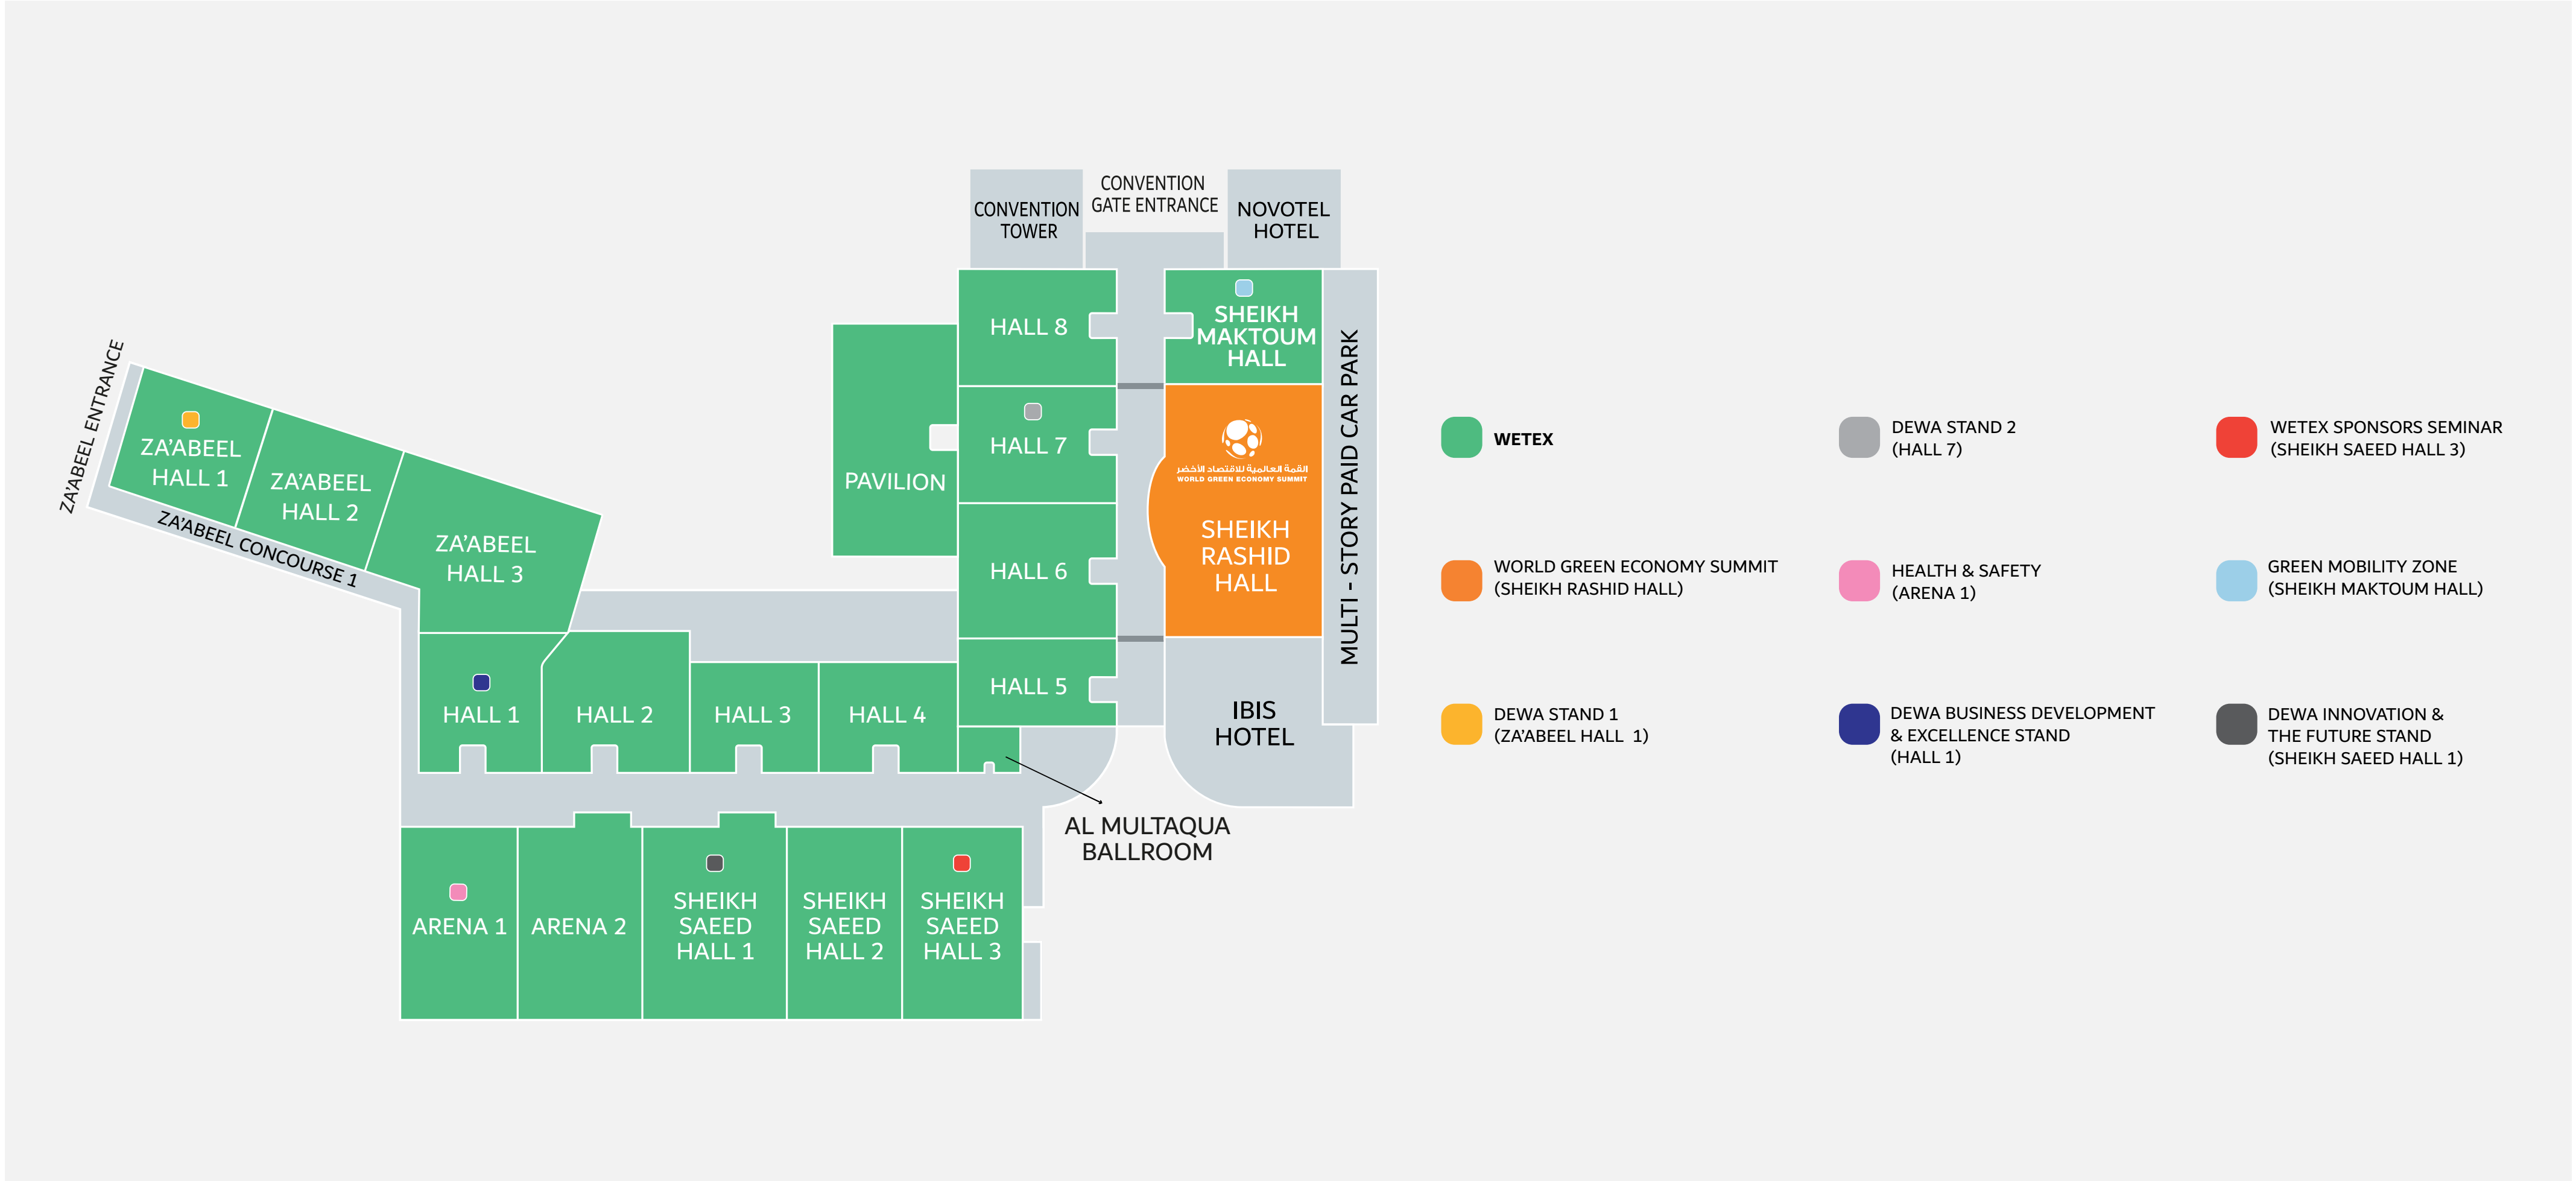 CONVENTION
TOWER
CONVENTION
GATE ENTRANCE
NOVOTEL
HOTEL
HALL 8
SHEIKH
MAKTOUM
HALL
MULTI - STORY PAID CAR PARK
ZA'ABEEL ENTRANCE
ZA'ABEEL
HALL 1
ZA'ABEEL
HALL 2
ZA'ABEEL
HALL 3
ZA'ABEEL CONCOURSE 1
PAVILION
HALL 7
القمة العالمية للاقتصاد الأخضر
WORLD GREEN ECONOMY SUMMIT
SHEIKH
RASHID
HALL
HALL 6
HALL 5
IBIS
HOTEL
HALL 1
HALL 2
HALL 3
HALL 4
AL MULTAQUA
BALLROOM
ARENA 1
ARENA 2
SHEIKH
SAEED
HALL 1
SHEIKH
SAEED
HALL 2
SHEIKH
SAEED
HALL 3
WETEX
WORLD GREEN ECONOMY SUMMIT
(SHEIKH RASHID HALL)
DEWA STAND 1
(ZA'ABEEL HALL 1)
DEWA STAND 2
(HALL 7)
HEALTH & SAFETY
(ARENA 1)
DEWA BUSINESS DEVELOPMENT
& EXCELLENCE STAND
(HALL 1)
WETEX SPONSORS SEMINAR
(SHEIKH SAEED HALL 3)
GREEN MOBILITY ZONE
(SHEIKH MAKTOUM HALL)
DEWA INNOVATION &
THE FUTURE STAND
(SHEIKH SAEED HALL 1)